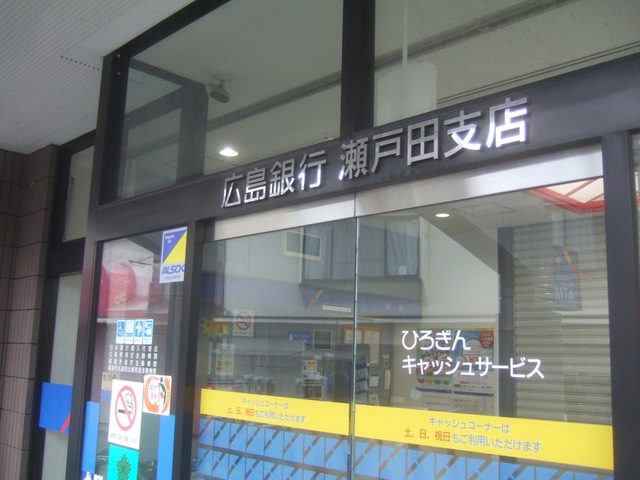 広島銀行 瀬戸田支店
ALSOK
ひろぎん
キャッシュサービス
キャッシュコーナーは
土、日、祝日もご利用いただけます
キャッシュコーナーは
土、日、祝日もご利用いただけます